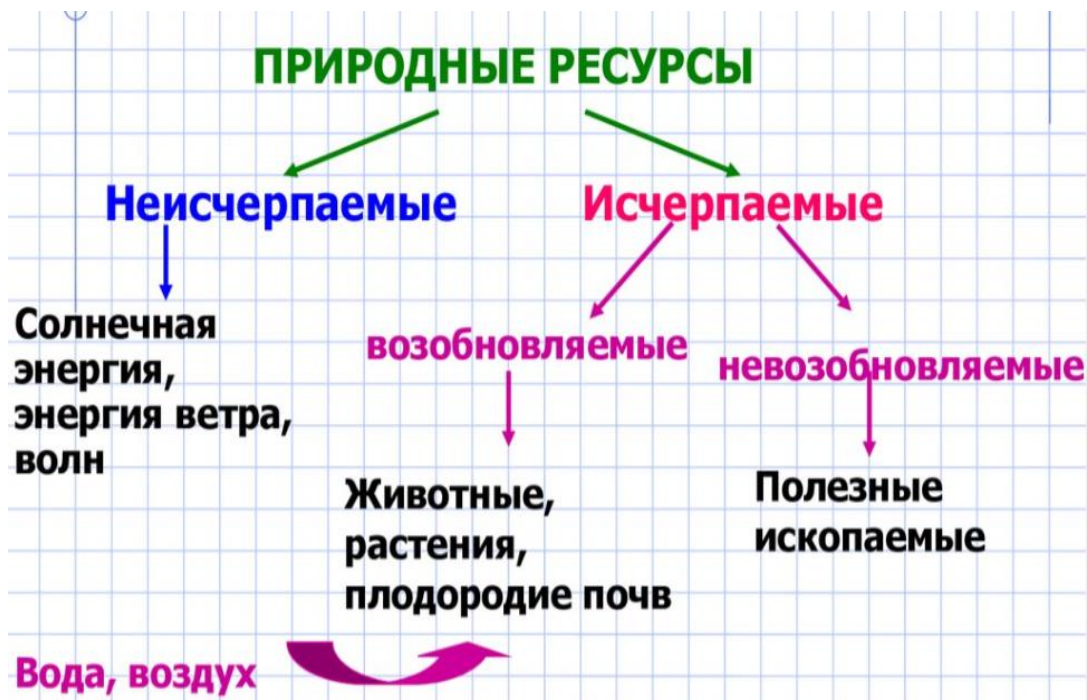 ПРИРОДНЫЕ РЕСУРСЫ
Неисчерпаемые
Исчерпаемые
Солнечная
энергия,
энергия ветра,
волн
возобновляемые
невозобновляемые
Животные,
растения,
плодородие почв
Полезные
ископаемые
Вода, воздух